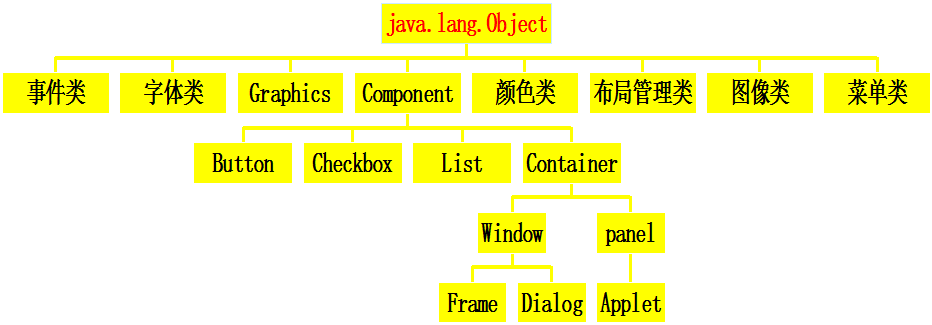 java.lang.Object
事件类 字体类 Graphics Component 颜色类 布局管理类 图像类 菜单类
Button Checkbox List Container
Window panel
Frame Dialog Applet